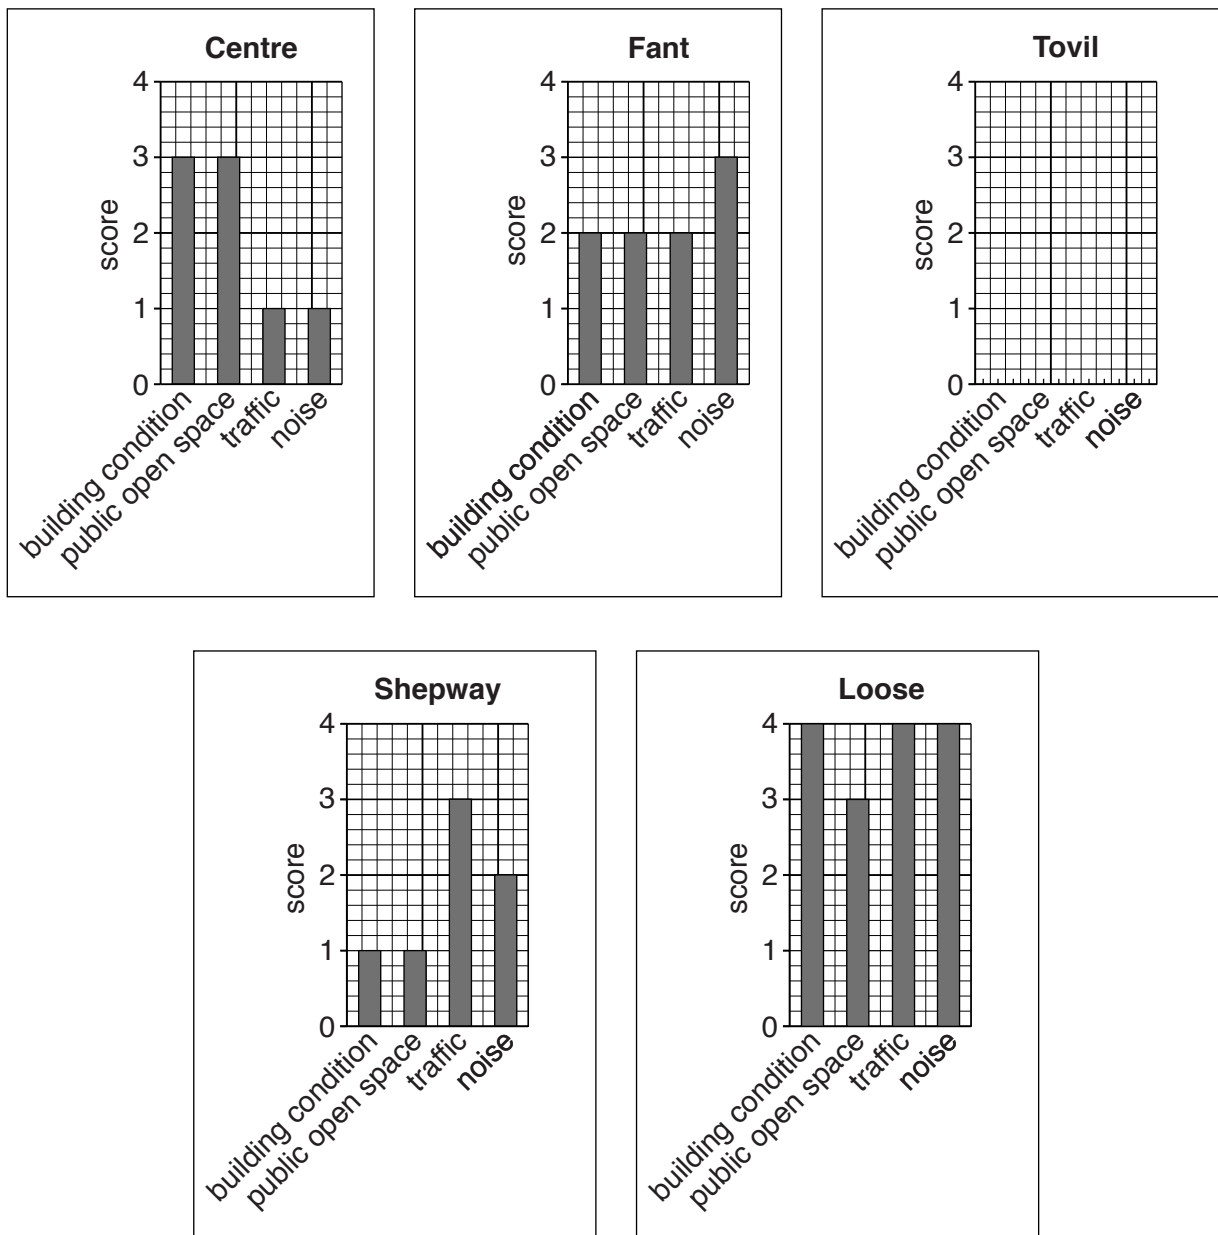 Centre
4
3
2
1
0
score
building condition
public open space
traffic
noise
Fant
4
3
2
1
0
score
building condition
public open space
traffic
noise
Tovil
4
3
2
1
0
score
building condition
public open space
traffic
noise
Shepway
4
3
2
1
0
score
building condition
public open space
traffic
noise
Loose
4
3
2
1
0
score
building condition
public open space
traffic
noise